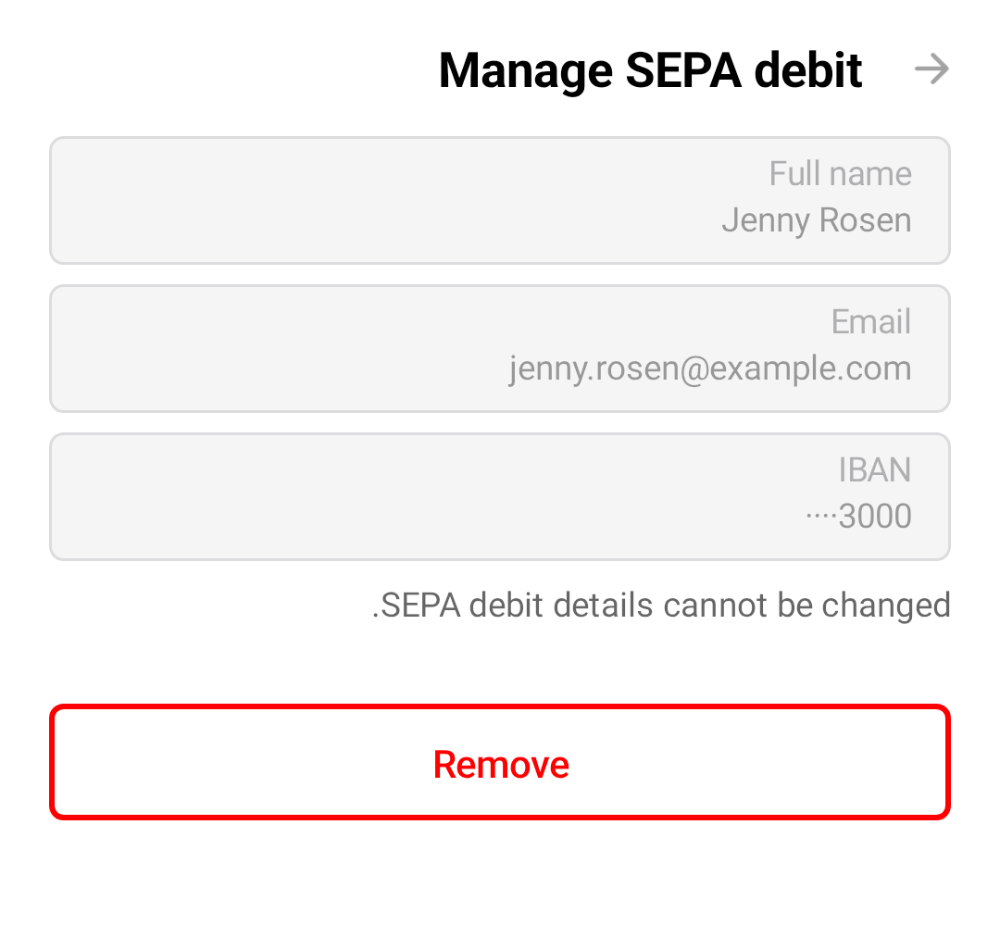 Manage SEPA debit
Full name
Jenny Rosen
Email
jenny.rosen@example.com
IBAN
····3000
.SEPA debit details cannot be changed
Remove